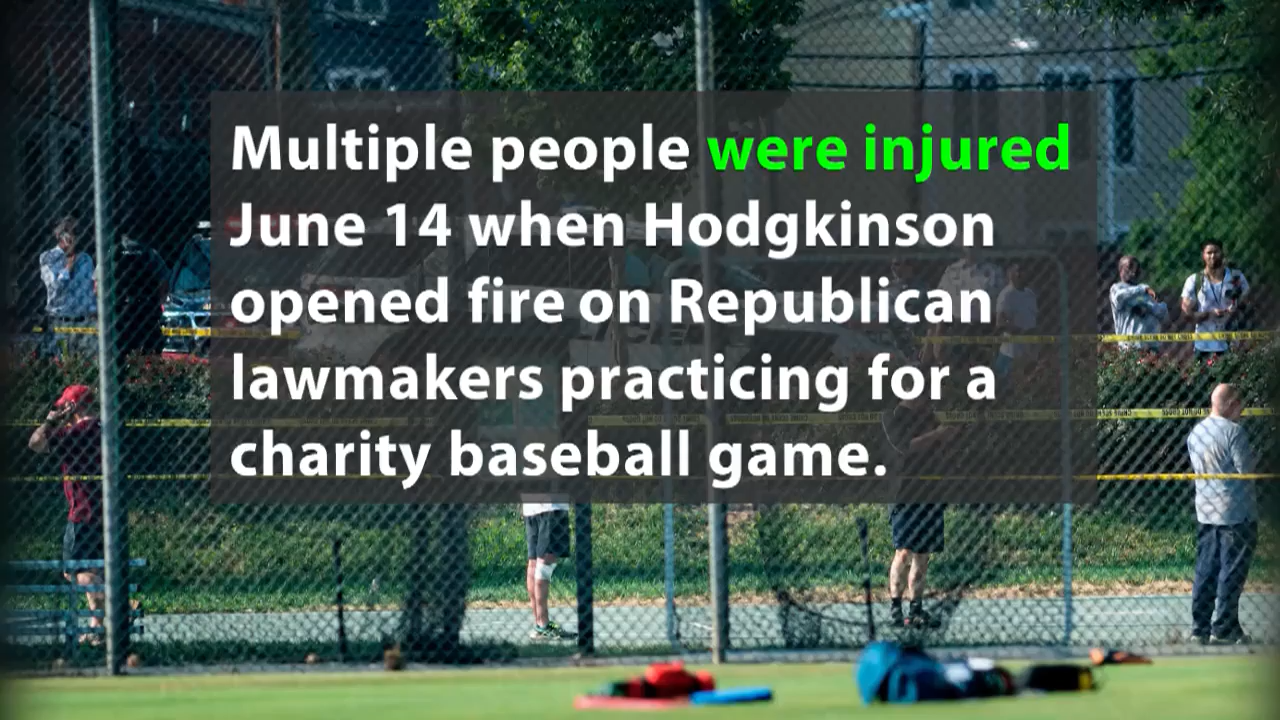 Multiple people were injured
June 14 when Hodgkinson
opened fire on Republican
lawmakers practicing for a
charity baseball game.